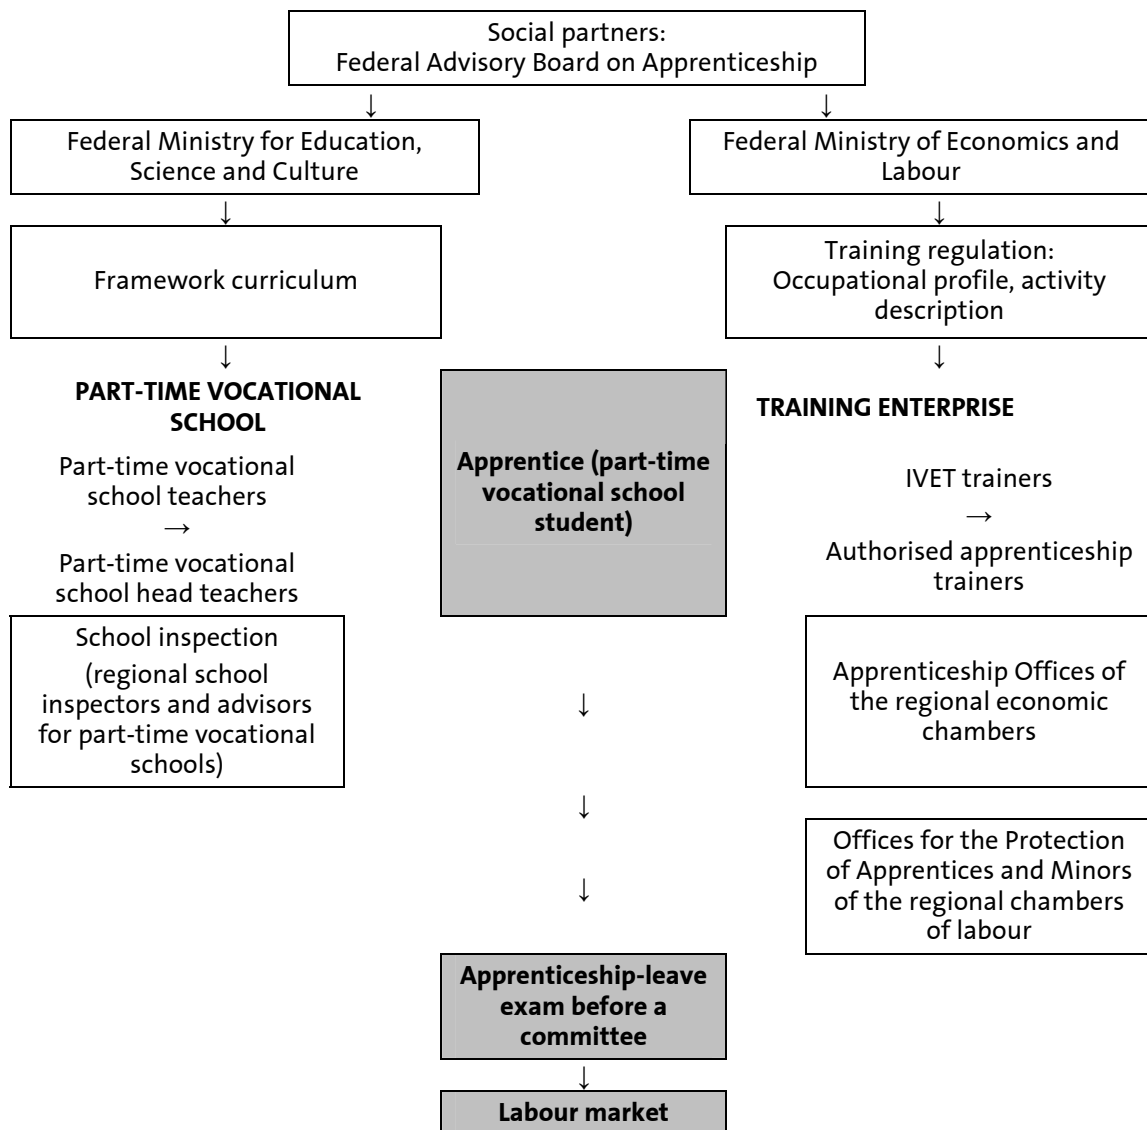 Social partners:
Federal Advisory Board on Apprenticeship
↓
↓
Federal Ministry for Education,
Science and Culture
Federal Ministry of Economics and
Labour
↓
↓
Framework curriculum
Training regulation:
Occupational profile, activity
description
↓
↓
PART-TIME VOCATIONAL
SCHOOL
Part-time vocational
school teachers
→
Part-time vocational
school head teachers
Apprentice (part-time
vocational school
student)
TRAINING ENTERPRISE
IVET trainers
→
Authorised apprenticeship
trainers
School inspection
(regional school
inspectors and advisors
for part-time vocational
schools)
↓
Apprenticeship Offices of
the regional economic
chambers
↓
↓
Offices for the Protection
of Apprentices and Minors
of the regional chambers
of labour
Apprenticeship-leave
exam before a
committee
↓
Labour market